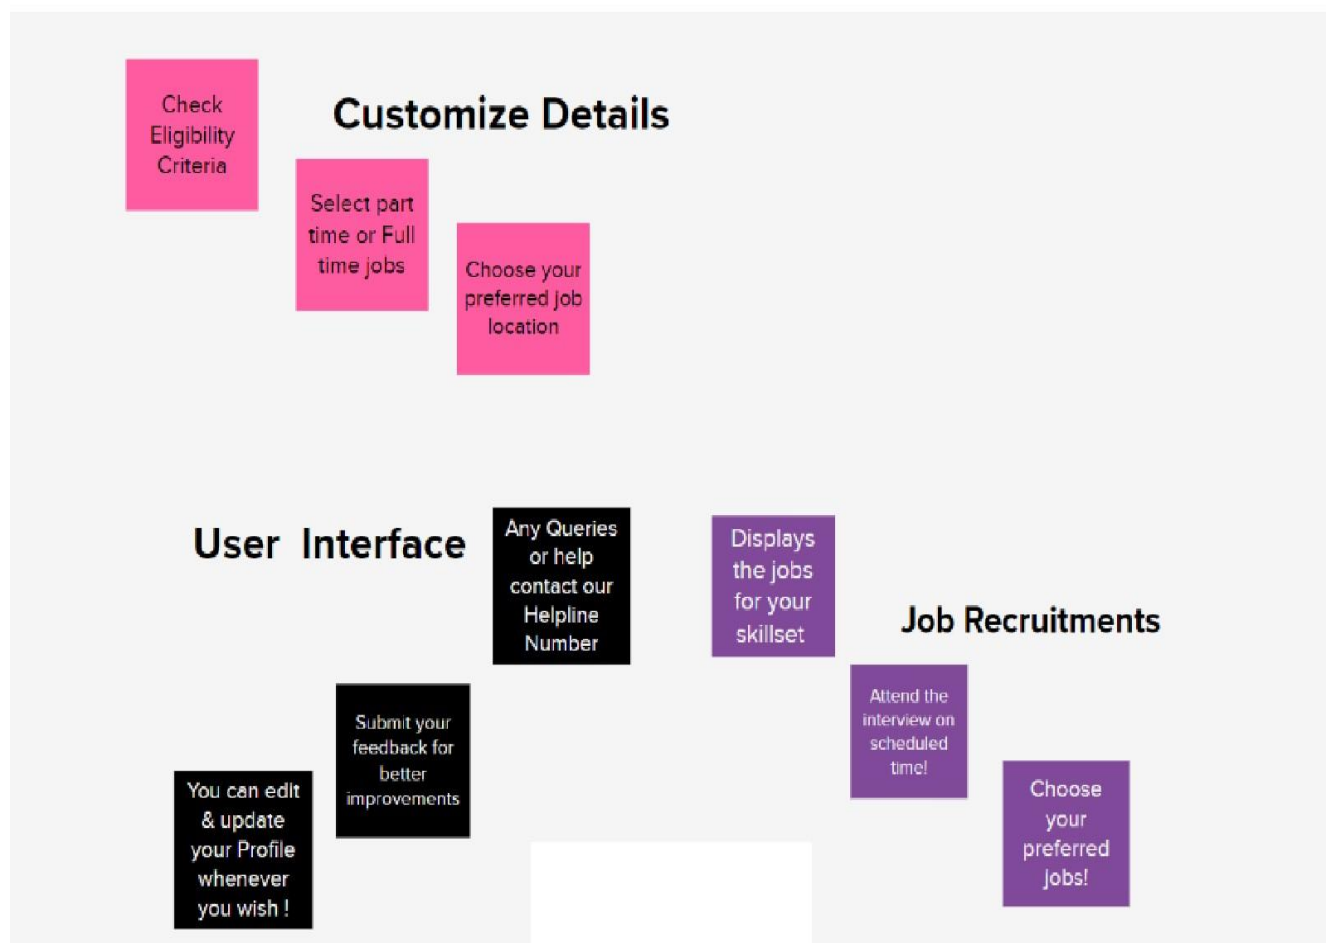 Check
Eligibility
Criteria
Customize Details
Select part
time or Full
time jobs
Choose your
preferred job
location
User Interface
Any Queries
or help
contact our
Helpline
Number
Submit your
feedback for
better
improvements
You can edit
& update
your Profile
whenever
you wish !
Displays
the jobs
for your
skillset
Job Recruitments
Attend the
interview on
scheduled
time!
Choose
your
preferred
jobs!